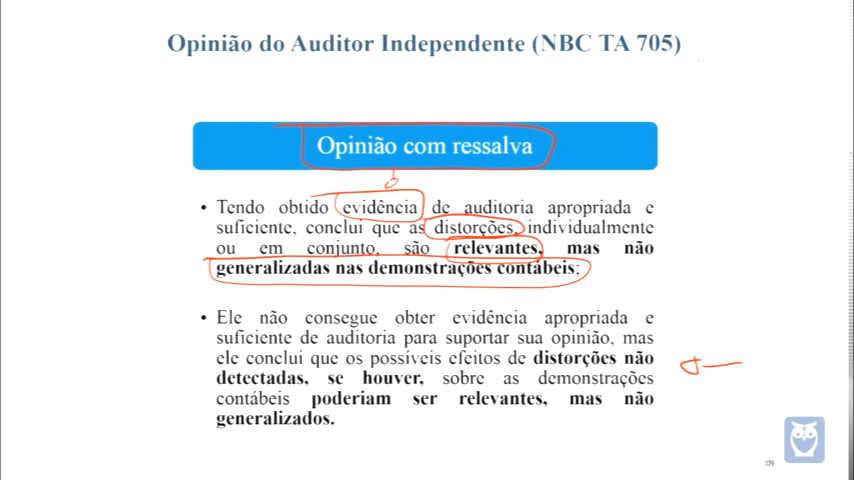 Opinião do Auditor Independente (NBC TA 705)
Opinião com ressalva
• Tendo obtido evidência de auditoria apropriada e
suficiente, conclui que as distorções, individualmente
ou em conjunto, são relevantes, mas não
generalizadas nas demonstrações contábeis;
• Ele não consegue obter evidência apropriada e
suficiente de auditoria para suportar sua opinião, mas
ele conclui que os possíveis efeitos de distorções não
detectadas, se houver, sobre as demonstrações
contábeis poderiam ser relevantes, mas não
generalizados.